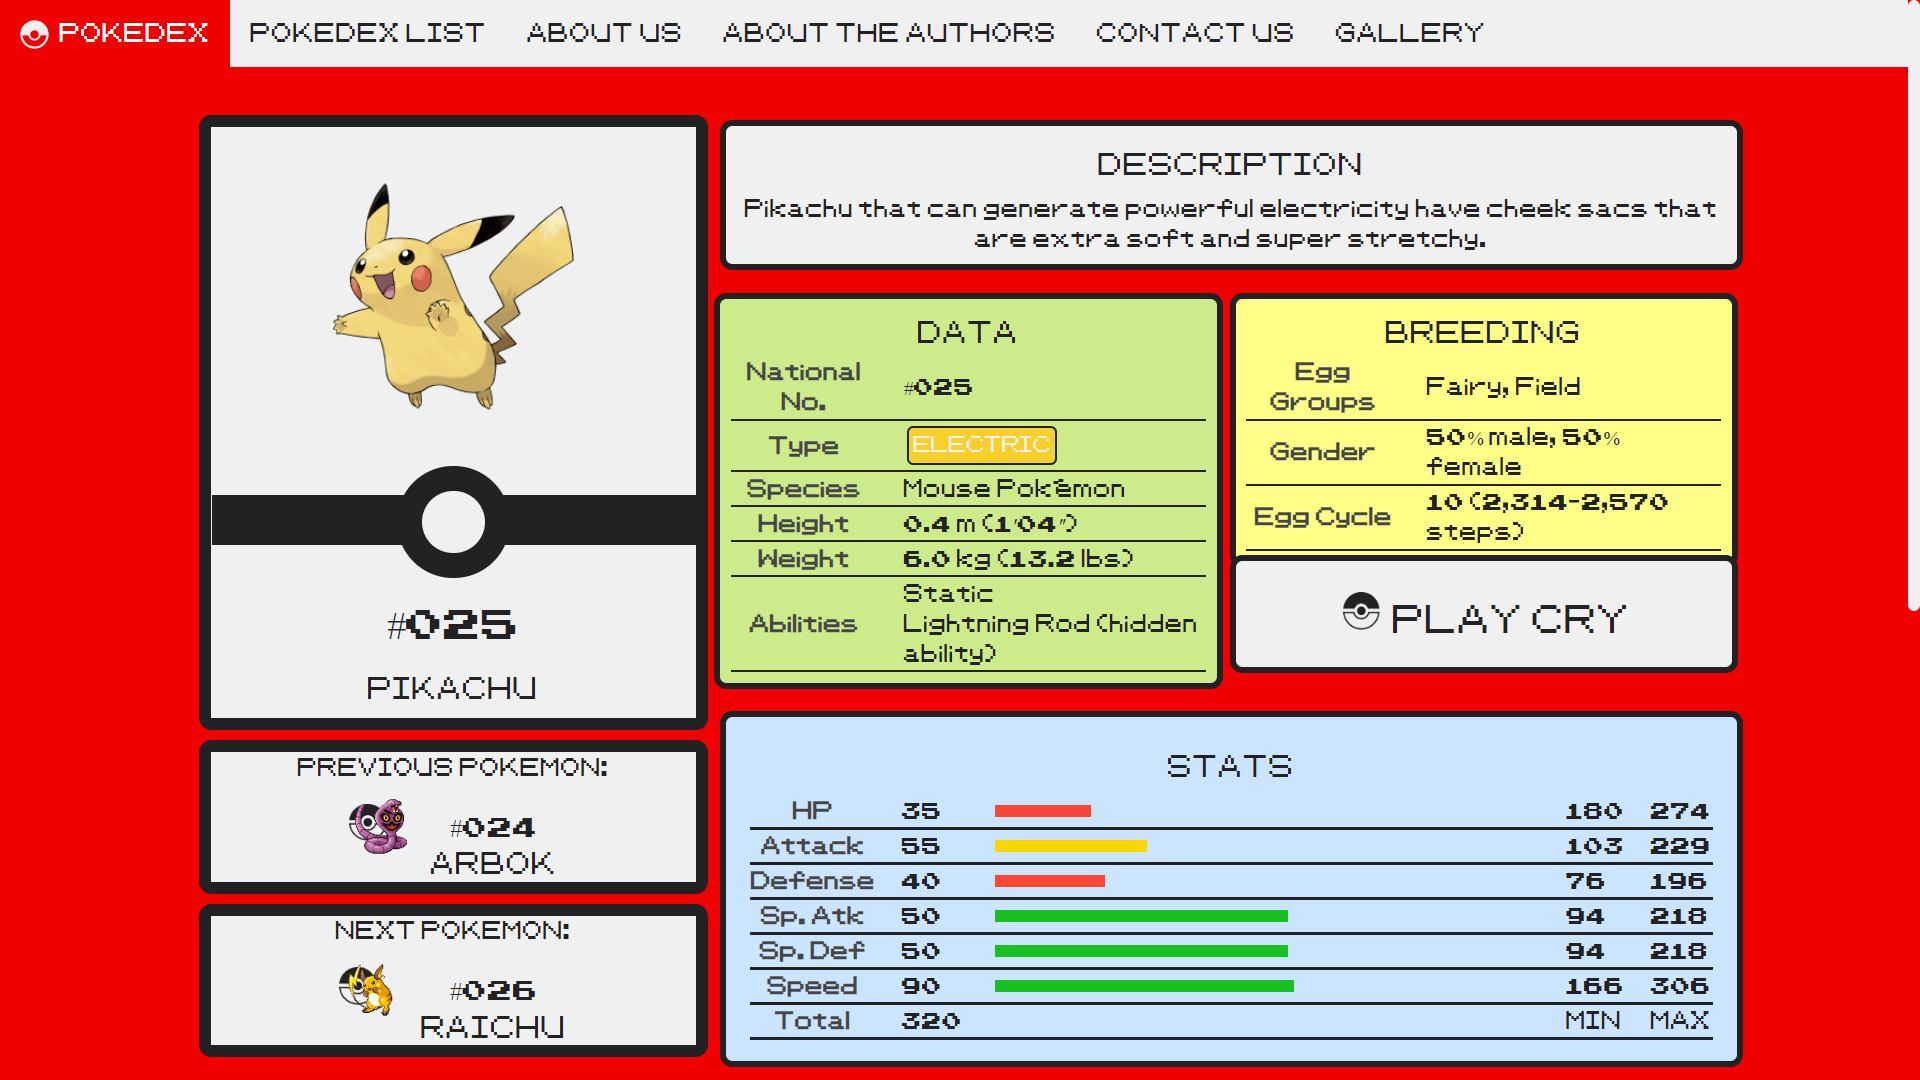 POKEDEX
POKEDEX LIST
ABOUT US
ABOUT THE AUTHORS
CONTACT US
GALLERY
#025
PIKACHU
PREVIOUS POKEMON:
#024
ARBOK
NEXT POKEMON:
#026
RAICHU
DESCRIPTION
Pikachu that can generate powerful electricity have cheek sacs that
are extra soft and super stretchy.
DATA
National
No.
#025
Type
ELECTRIC
Species
Mouse Pokémon
Height
0.4 m (1′04″)
Weight
6.0 kg (13.2 lbs)
Abilities
Static
Lightning Rod (hidden
ability)
BREEDING
Egg
Groups
Fairy, Field
Gender
50% male, 50%
female
Egg Cycle
10 (2,314-2,570
steps)
PLAY CRY
STATS
HP 35 180 274
Attack 55 103 229
Defense 40 76 196
Sp. Atk 50 94 218
Sp. Def 50 94 218
Speed 90 166 306
Total 320 MIN MAX